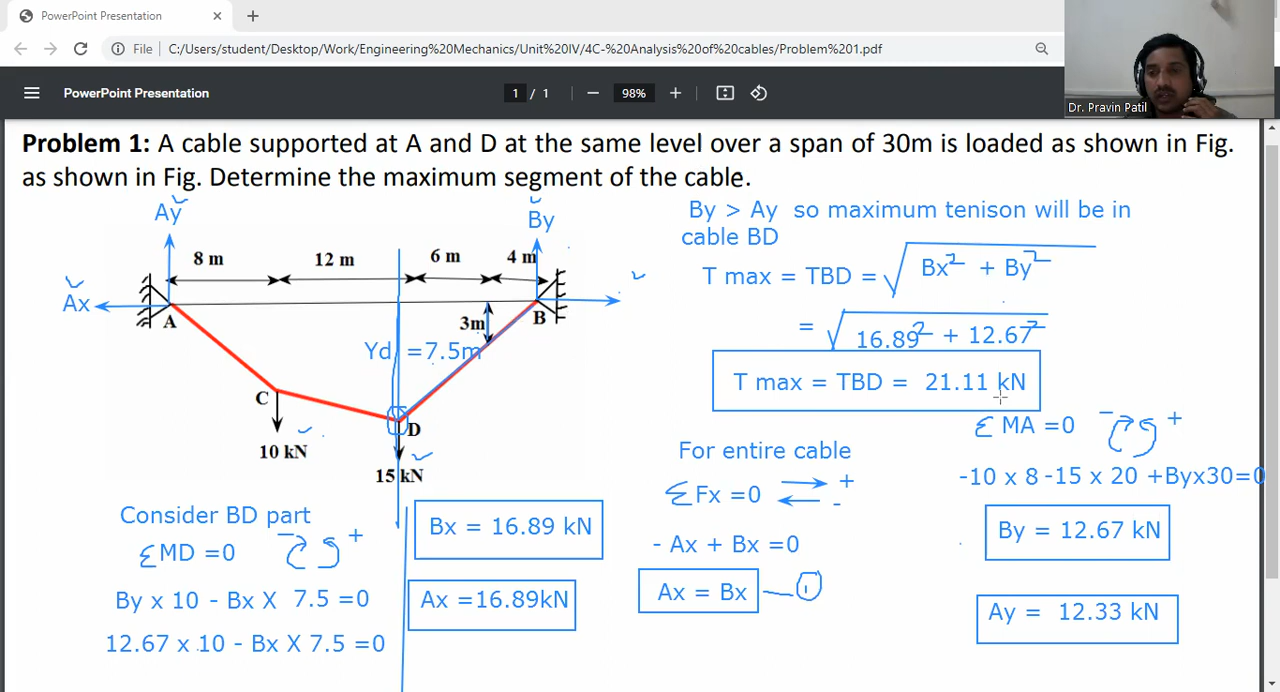 PowerPoint Presentation
File
C:/Users/student/Desktop/Work/Engineering%20Mechanics/Unit%20IV/4C-%20Analysis%20of%20cables/Problem%201.pdf
PowerPoint Presentation
1 / 1
98%
Dr. Pravin Patil
Problem 1: A cable supported at A and D at the same level over a span of 30m is loaded as shown in Fig.
as shown in Fig. Determine the maximum segment of the cable.
Ay
By
8 m
12 m
6 m
4 m
Ax
A
B
3m
Yd =7.5m
C
D
10 kN
15 kN
Consider BD part
ΣMD =0 - +
By x 10 - Bx X 7.5 =0
12.67 x 10 - Bx X 7.5 =0
Bx = 16.89 kN
Ax =16.89kN
By > Ay so maximum tenison will be in
cable BD
T max = TBD = √ Bx² + By²
= √ 16.89² + 12.67²
T max = TBD = 21.11 kN
For entire cable
ΣFx =0 + -
- Ax + Bx =0
Ax = Bx — 1
ΣMA =0 - +
-10 x 8 -15 x 20 +Byx30=0
By = 12.67 kN
Ay = 12.33 kN